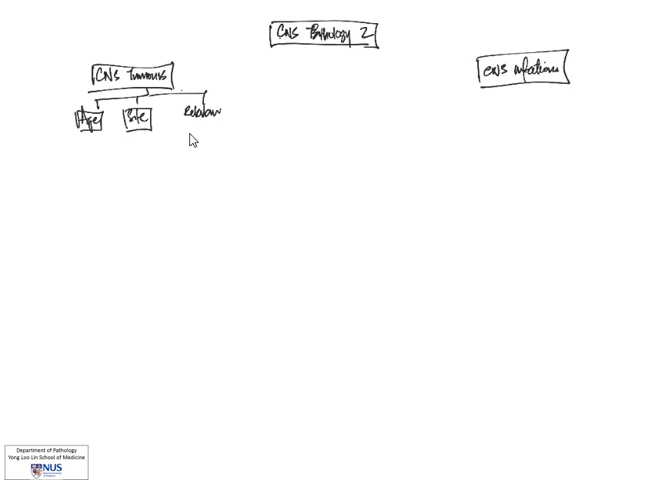 CNS Pathology 2
CNS Tumours
CNS infections
Age
Site
Department of Pathology
Yong Loo Lin School of Medicine
NUS